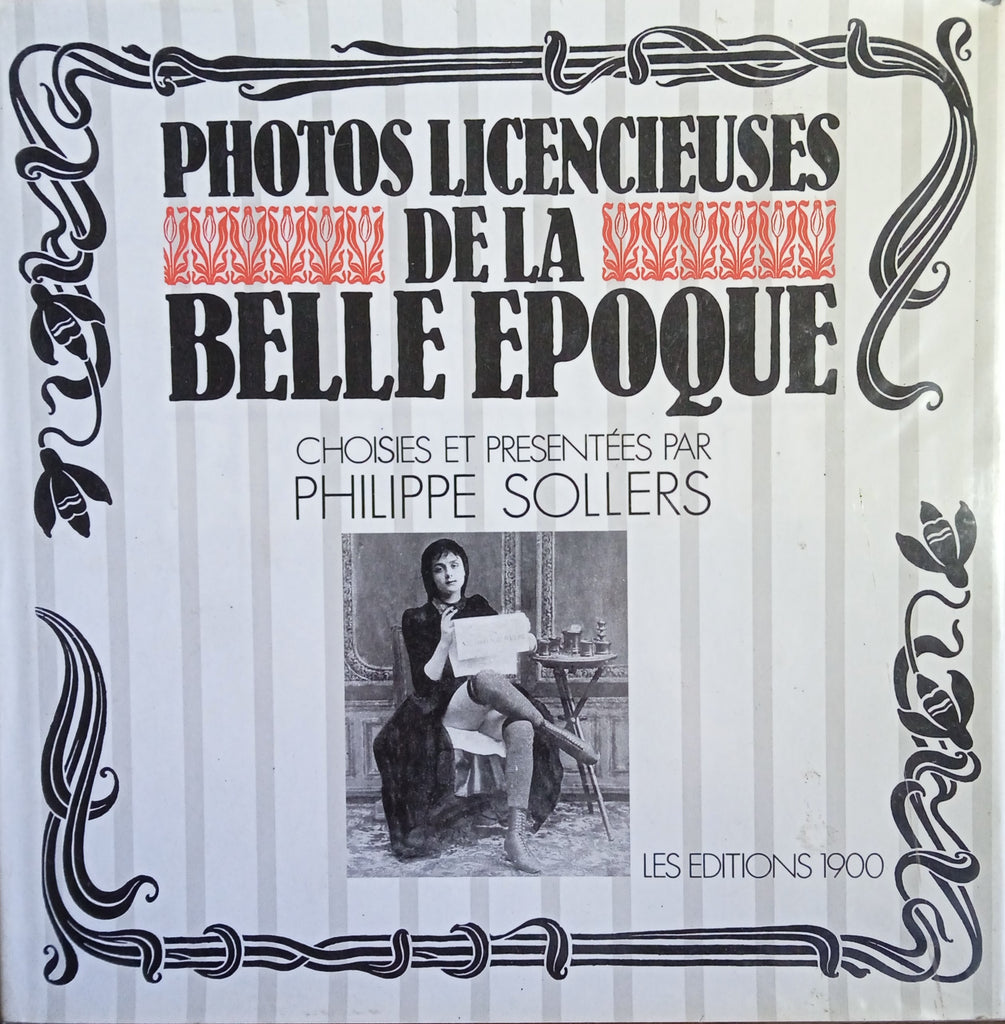 PHOTOS LICENCIEUSES
DE LA
BELLE EPOQUE
CHOISIES ET PRESENTÉES PAR
PHILIPPE SOLLERS
LES EDITIONS 1900